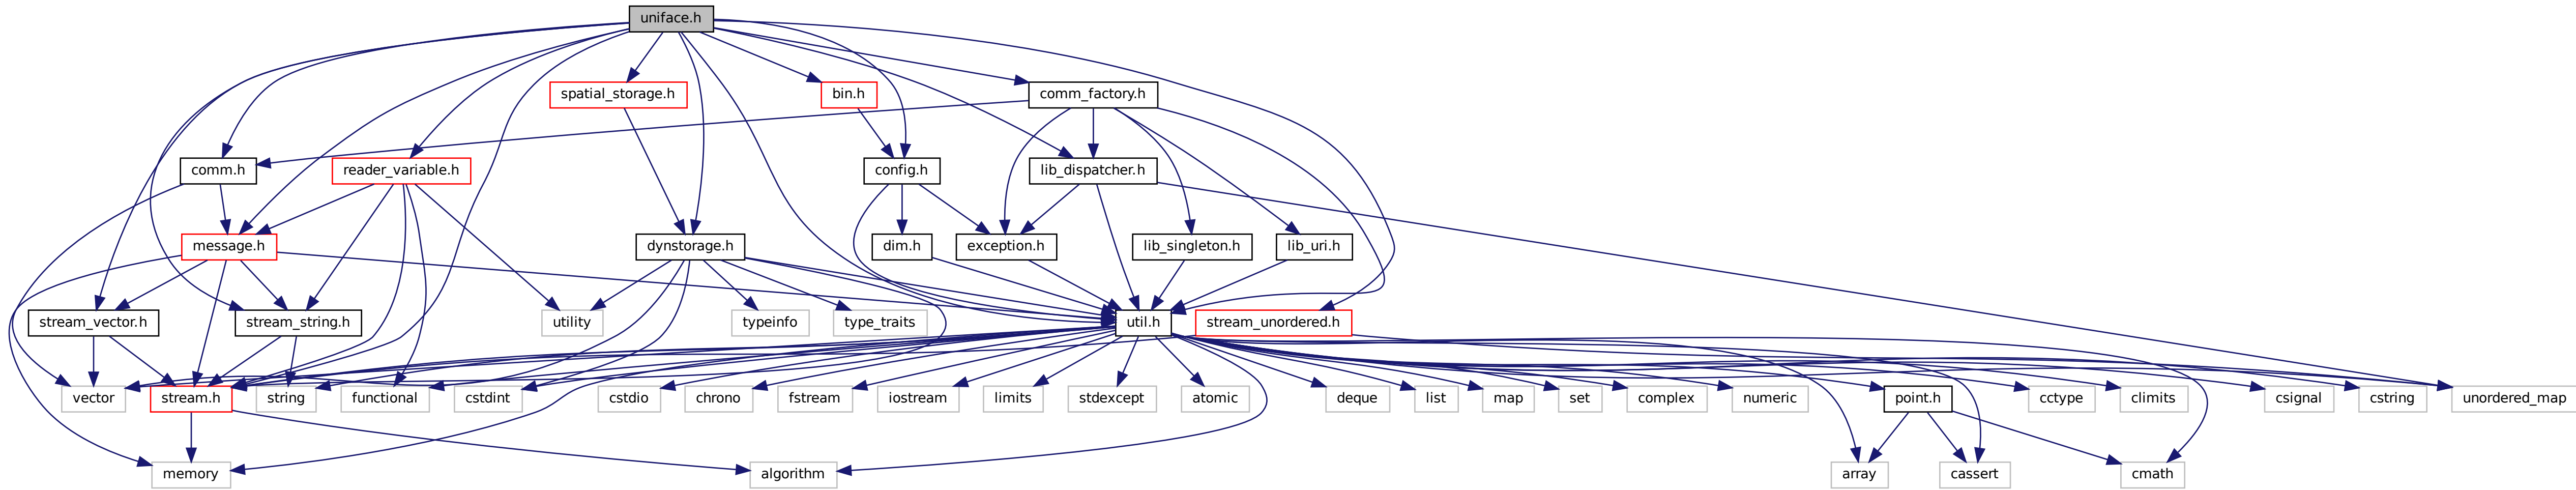 uniface.h
spatial_storage.h
bin.h
comm_factory.h
comm.h
reader_variable.h
config.h
lib_dispatcher.h
message.h
dynstorage.h
dim.h
exception.h
lib_singleton.h
lib_uri.h
stream_vector.h
stream_string.h
utility
typeinfo
type_traits
util.h
stream_unordered.h
vector
stream.h
string
functional
cstdint
cstdio
chrono
fstream
iostream
limits
stdexcept
atomic
deque
list
map
set
complex
numeric
point.h
cctype
climits
csignal
cstring
unordered_map
memory
algorithm
array
cassert
cmath